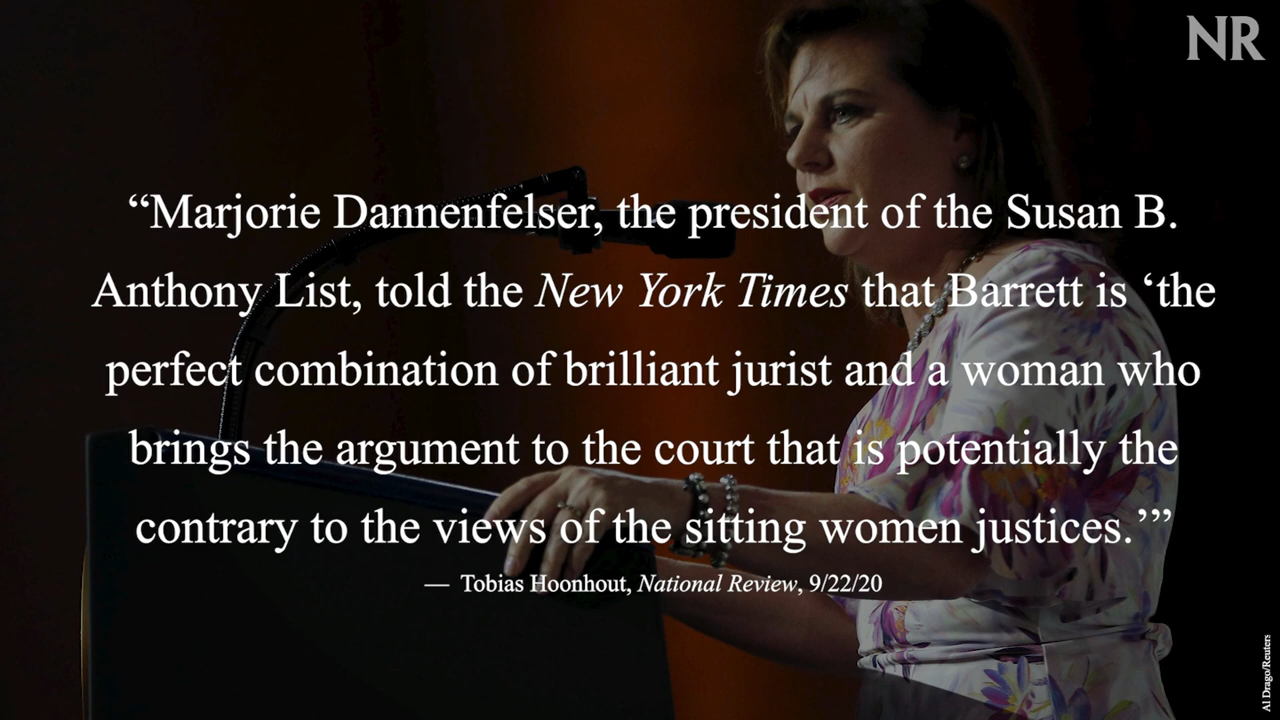 NR
“Marjorie Dannenfelser, the president of the Susan B.
Anthony List, told the New York Times that Barrett is ‘the
perfect combination of brilliant jurist and a woman who
brings the argument to the court that is potentially the
contrary to the views of the sitting women justices.’”
— Tobias Hoonhout, National Review, 9/22/20
Al Drago/Reuters